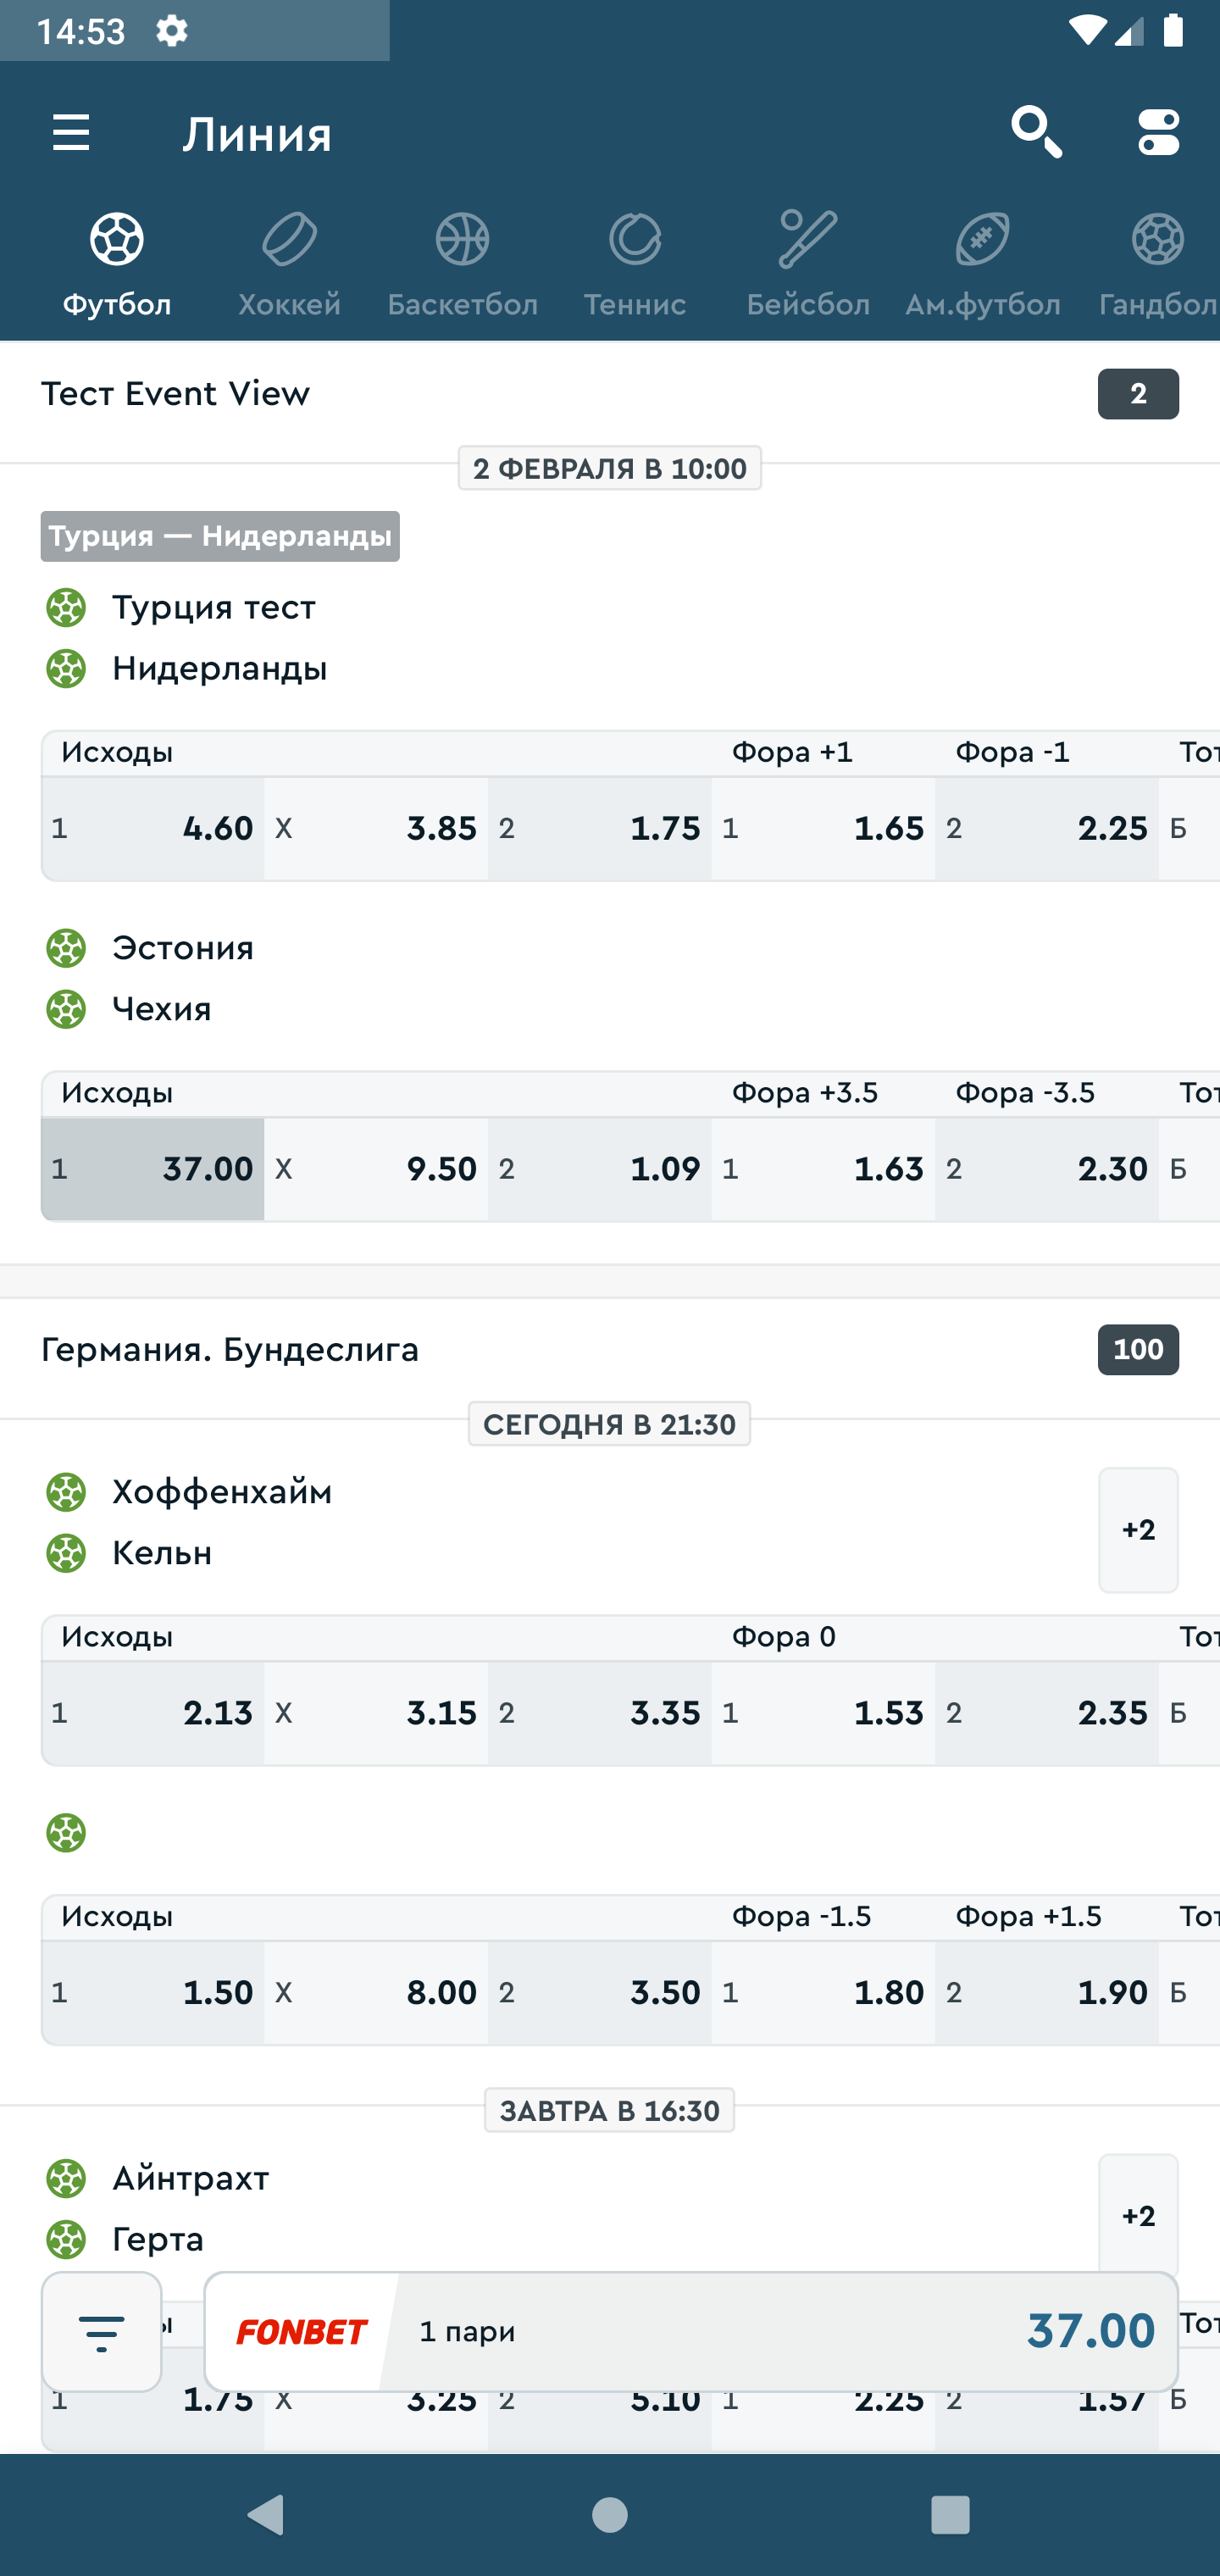 14:53
Линия
Футбол Хоккей Баскетбол Теннис Бейсбол Ам.футбол Гандбол
Тест Event View 2
2 ФЕВРАЛЯ В 10:00
Турция — Нидерланды
Турция тест
Нидерланды
Исходы Фора +1 Фора -1 Тот
1 4.60 X 3.85 2 1.75 1 1.65 2 2.25 Б
Эстония
Чехия
Исходы Фора +3.5 Фора -3.5 Тот
1 37.00 X 9.50 2 1.09 1 1.63 2 2.30 Б
Германия. Бундеслига 100
СЕГОДНЯ В 21:30
Хоффенхайм
Кельн
+2
Исходы Фора 0 Тот
1 2.13 X 3.15 2 3.35 1 1.53 2 2.35 Б
Исходы Фора -1.5 Фора +1.5 Тот
1 1.50 X 8.00 2 3.50 1 1.80 2 1.90 Б
ЗАВТРА В 16:30
Айнтрахт
Герта
+2
ы FONBET 1 пари 37.00 Тот
1 1.75 X 3.25 2 5.10 1 2.25 2 1.57 Б